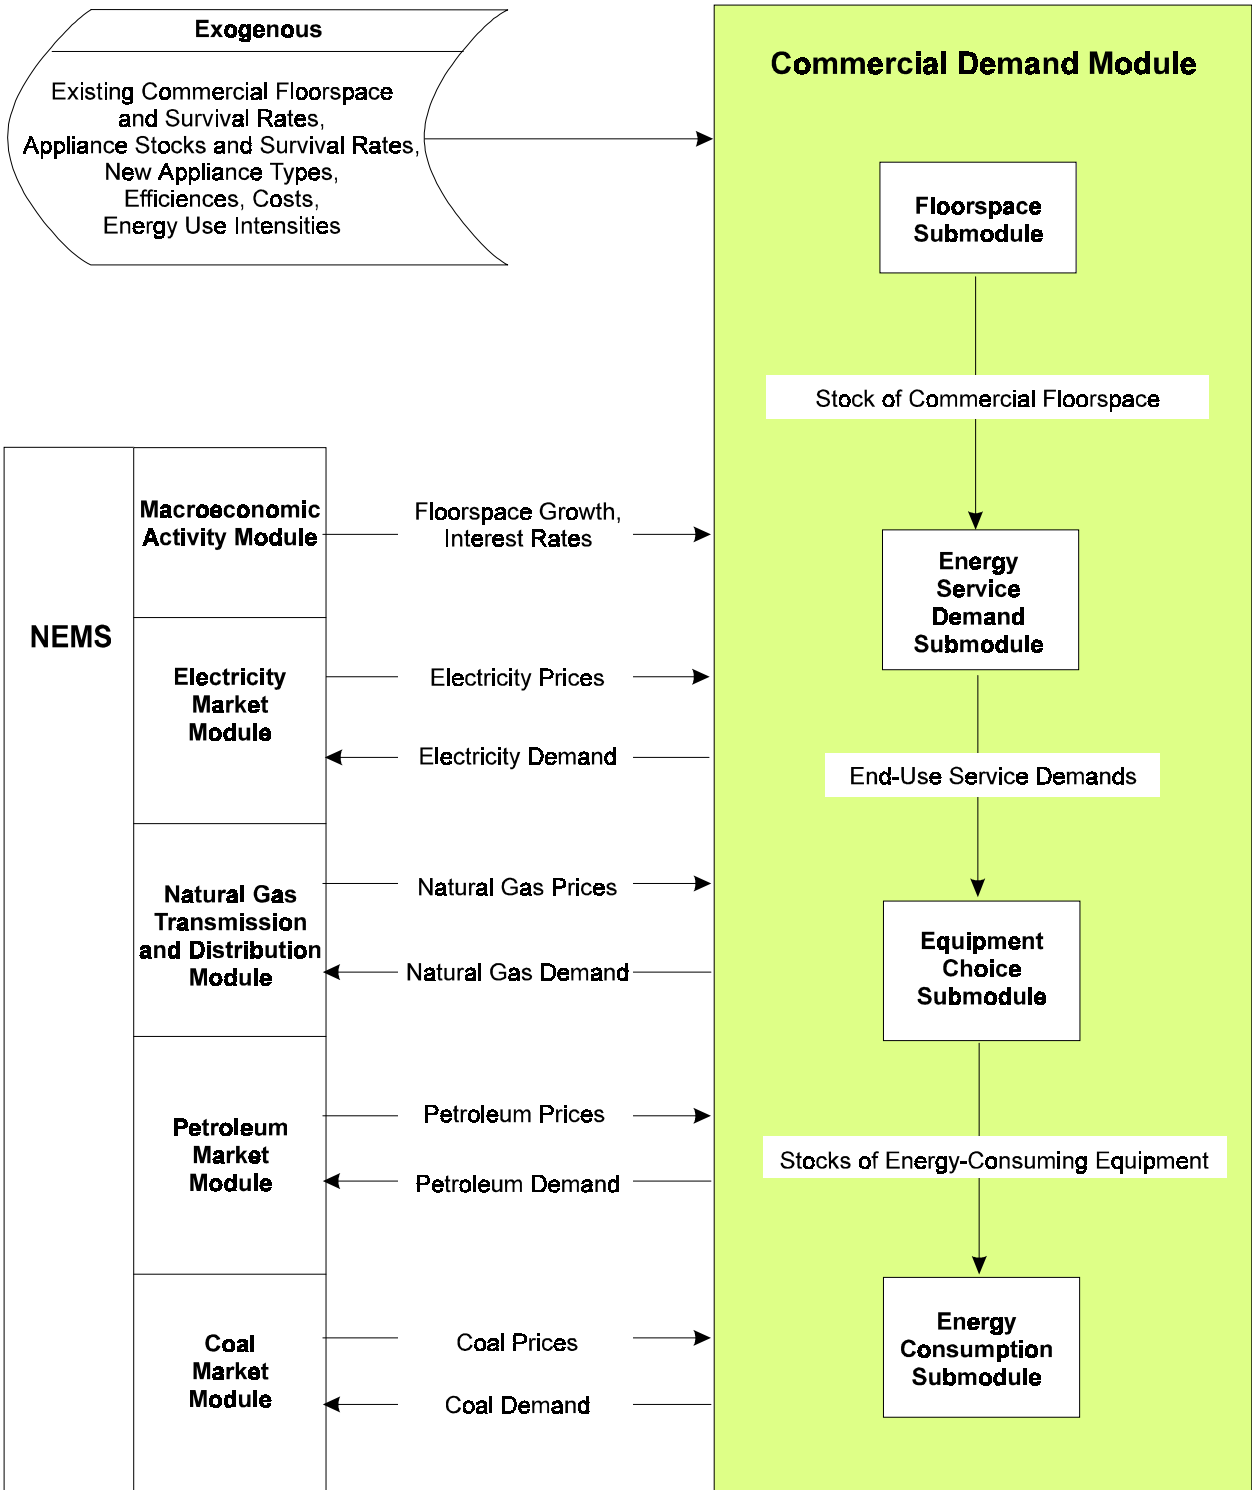 Exogenous
Existing Commercial Floorspace
and Survival Rates,
Appliance Stocks and Survival Rates,
New Appliance Types,
Efficiences, Costs,
Energy Use Intensities
Commercial Demand Module
Floorspace
Submodule
Stock of Commercial Floorspace
Energy
Service
Demand
Submodule
End-Use Service Demands
Equipment
Choice
Submodule
Stocks of Energy-Consuming Equipment
Energy
Consumption
Submodule
NEMS
Macroeconomic
Activity Module
Floorspace Growth,
Interest Rates
Electricity
Market
Module
Electricity Prices
Electricity Demand
Natural Gas
Transmission
and Distribution
Module
Natural Gas Prices
Natural Gas Demand
Petroleum
Market
Module
Petroleum Prices
Petroleum Demand
Coal
Market
Module
Coal Prices
Coal Demand